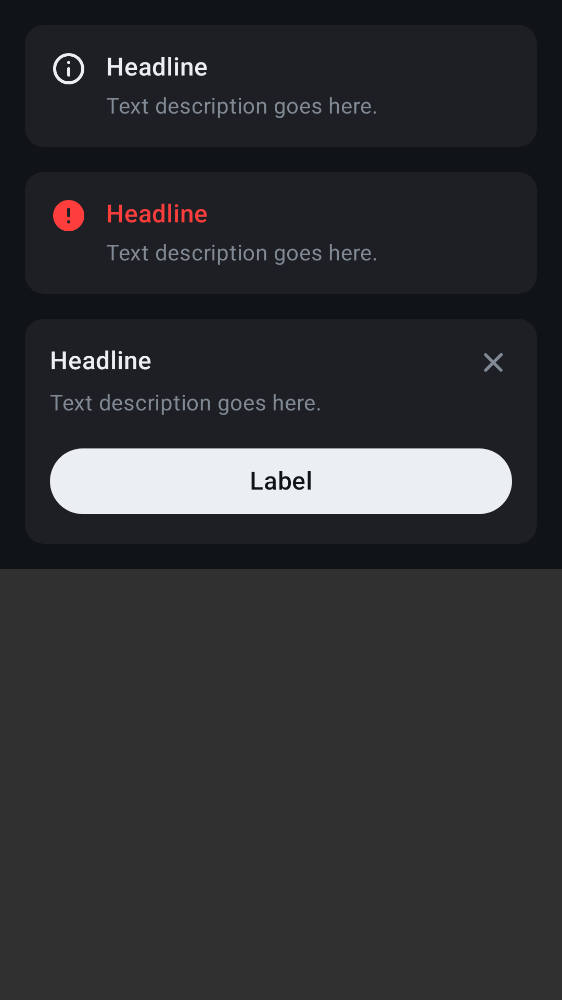 Headline
Text description goes here.
Headline
Text description goes here.
Headline
Text description goes here.
Label